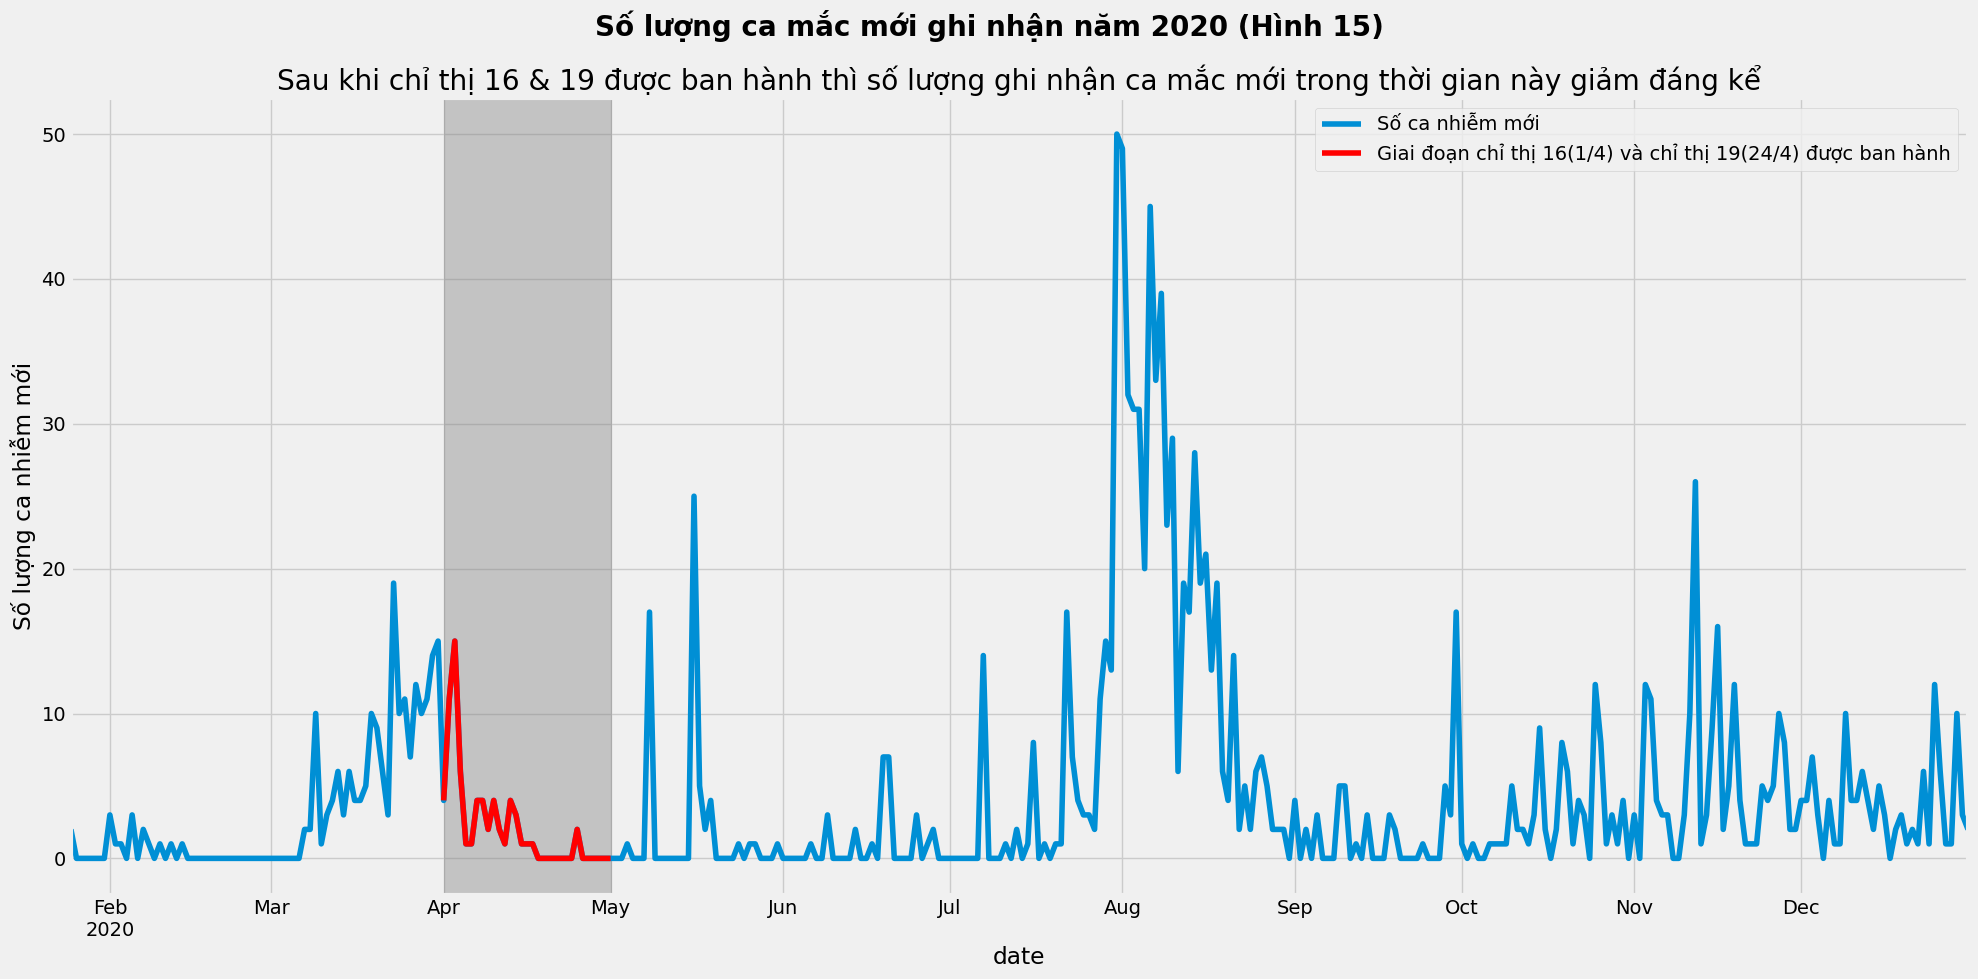 Số lượng ca mắc mới ghi nhận năm 2020 (Hình 15)
Sau khi chỉ thị 16 & 19 được ban hành thì số lượng ghi nhận ca mắc mới trong thời gian này giảm đáng kể
Số ca nhiễm mới
Giai đoạn chỉ thị 16(1/4) và chỉ thị 19(24/4) được ban hành
Số lượng ca nhiễm mới
50
40
30
20
10
0
Feb Mar Apr May Jun Jul Aug Sep Oct Nov Dec
2020
date